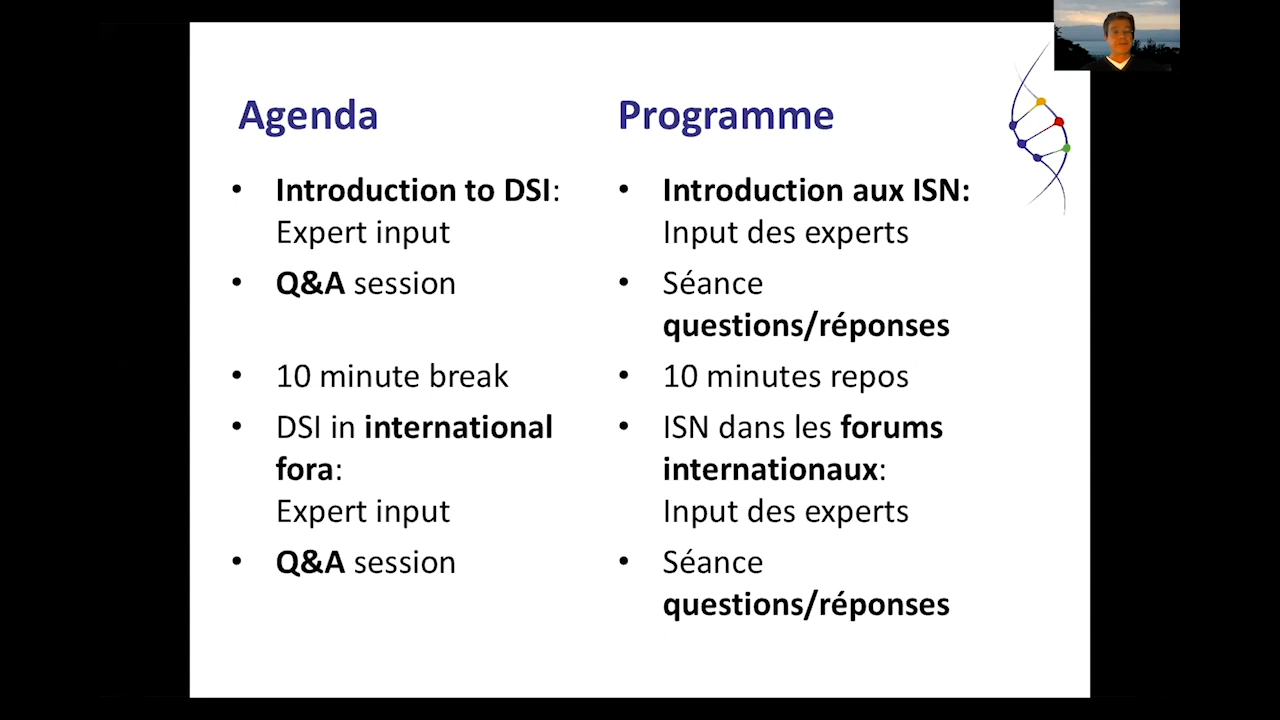 Agenda
• Introduction to DSI:
Expert input
• Q&A session
• 10 minute break
• DSI in international
fora:
Expert input
• Q&A session
Programme
• Introduction aux ISN:
Input des experts
• Séance
questions/réponses
• 10 minutes repos
• ISN dans les forums
internationaux:
Input des experts
• Séance
questions/réponses